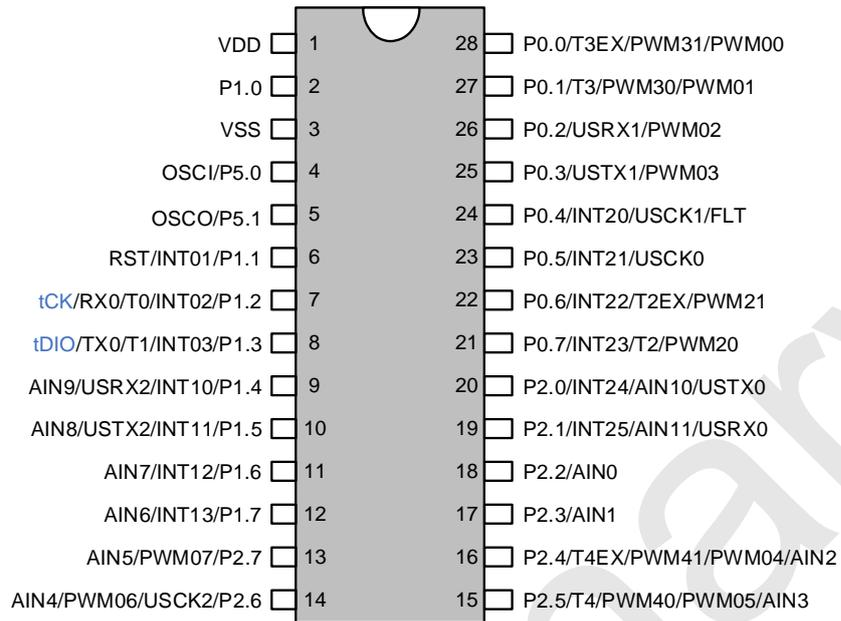 VDD 1 28 P0.0/T3EX/PWM31/PWM00
P1.0 2 27 P0.1/T3/PWM30/PWM01
VSS 3 26 P0.2/USRX1/PWM02
OSCI/P5.0 4 25 P0.3/USTX1/PWM03
OSCO/P5.1 5 24 P0.4/INT20/USCK1/FLT
RST/INT01/P1.1 6 23 P0.5/INT21/USCK0
tCK/RX0/T0/INT02/P1.2 7 22 P0.6/INT22/T2EX/PWM21
tDIO/TX0/T1/INT03/P1.3 8 21 P0.7/INT23/T2/PWM20
AIN9/USRX2/INT10/P1.4 9 20 P2.0/INT24/AIN10/USTX0
AIN8/USTX2/INT11/P1.5 10 19 P2.1/INT25/AIN11/USRX0
AIN7/INT12/P1.6 11 18 P2.2/AIN0
AIN6/INT13/P1.7 12 17 P2.3/AIN1
AIN5/PWM07/P2.7 13 16 P2.4/T4EX/PWM41/PWM04/AIN2
AIN4/PWM06/USCK2/P2.6 14 15 P2.5/T4/PWM40/PWM05/AIN3